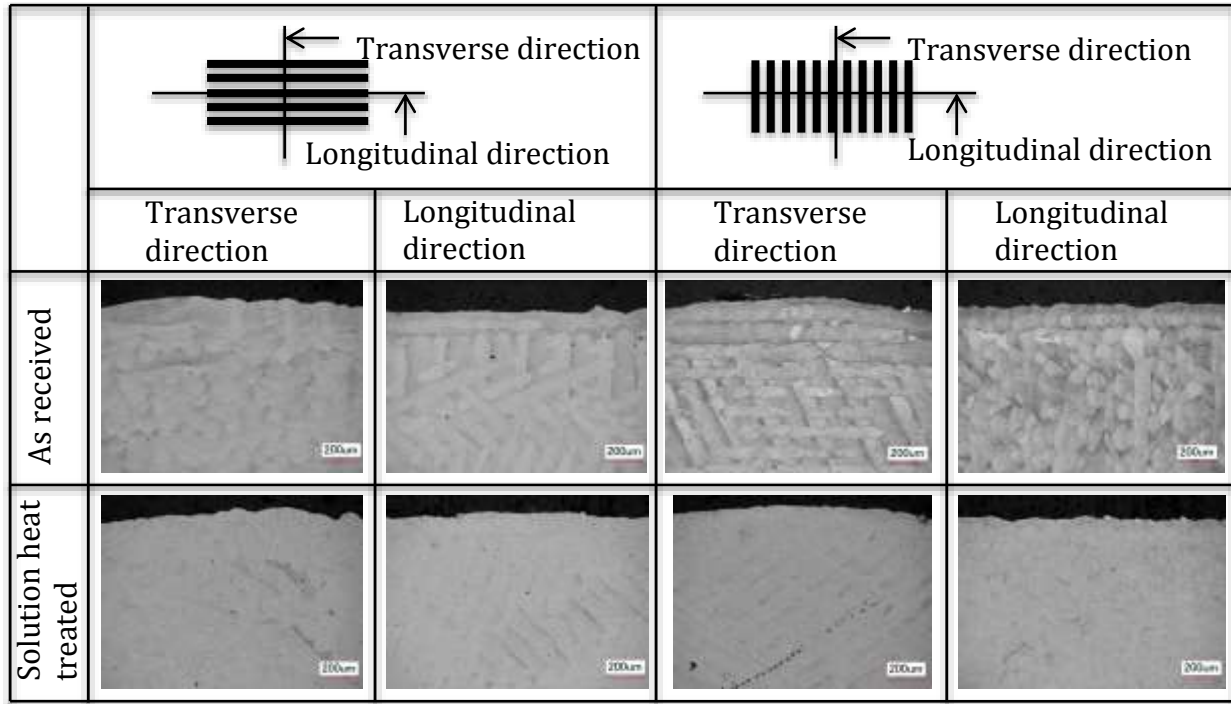 Transverse direction
Longitudinal direction
Transverse direction
Longitudinal direction
Transverse
direction
Longitudinal
direction
Transverse
direction
Longitudinal
direction
As received
200um
200um
200um
200um
Solution heat
treated
200um
200um
200um
200um